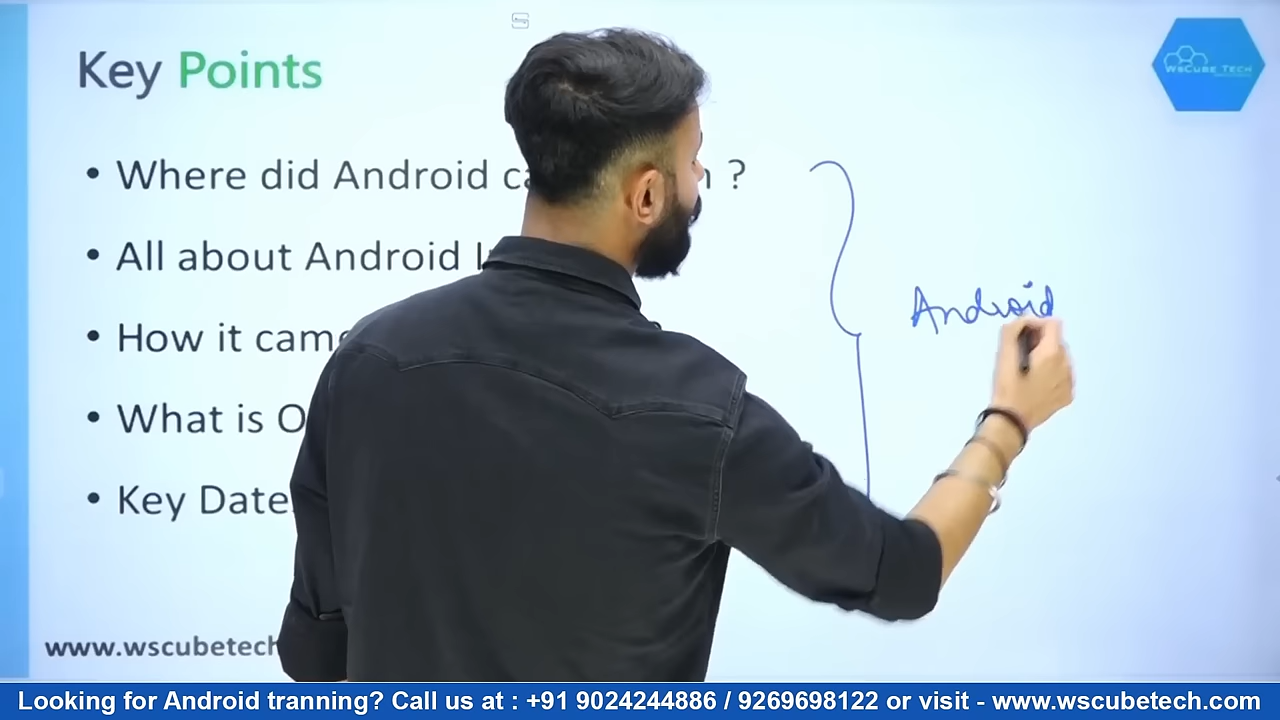 Key Points
WsCube Tech
• Where did Android ?
• All about Android
• How it came
Android
• What is
• Key Date
www.wscubetech
Looking for Android tranning? Call us at : +91 9024244886 / 9269698122 or visit - www.wscubetech.com